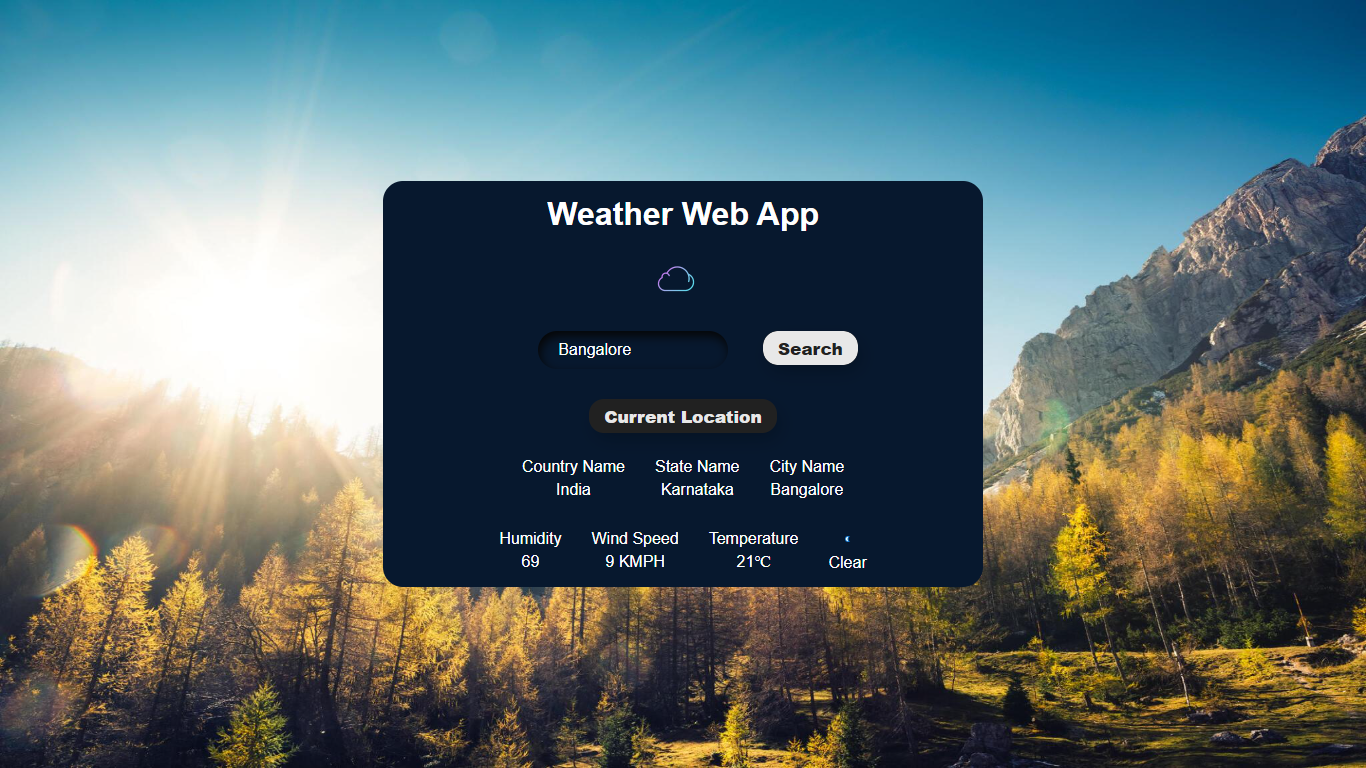 Weather Web App
Bangalore
Search
Current Location
Country Name State Name City Name
India Karnataka Bangalore
Humidity Wind Speed Temperature
69 9 KMPH 21°C Clear